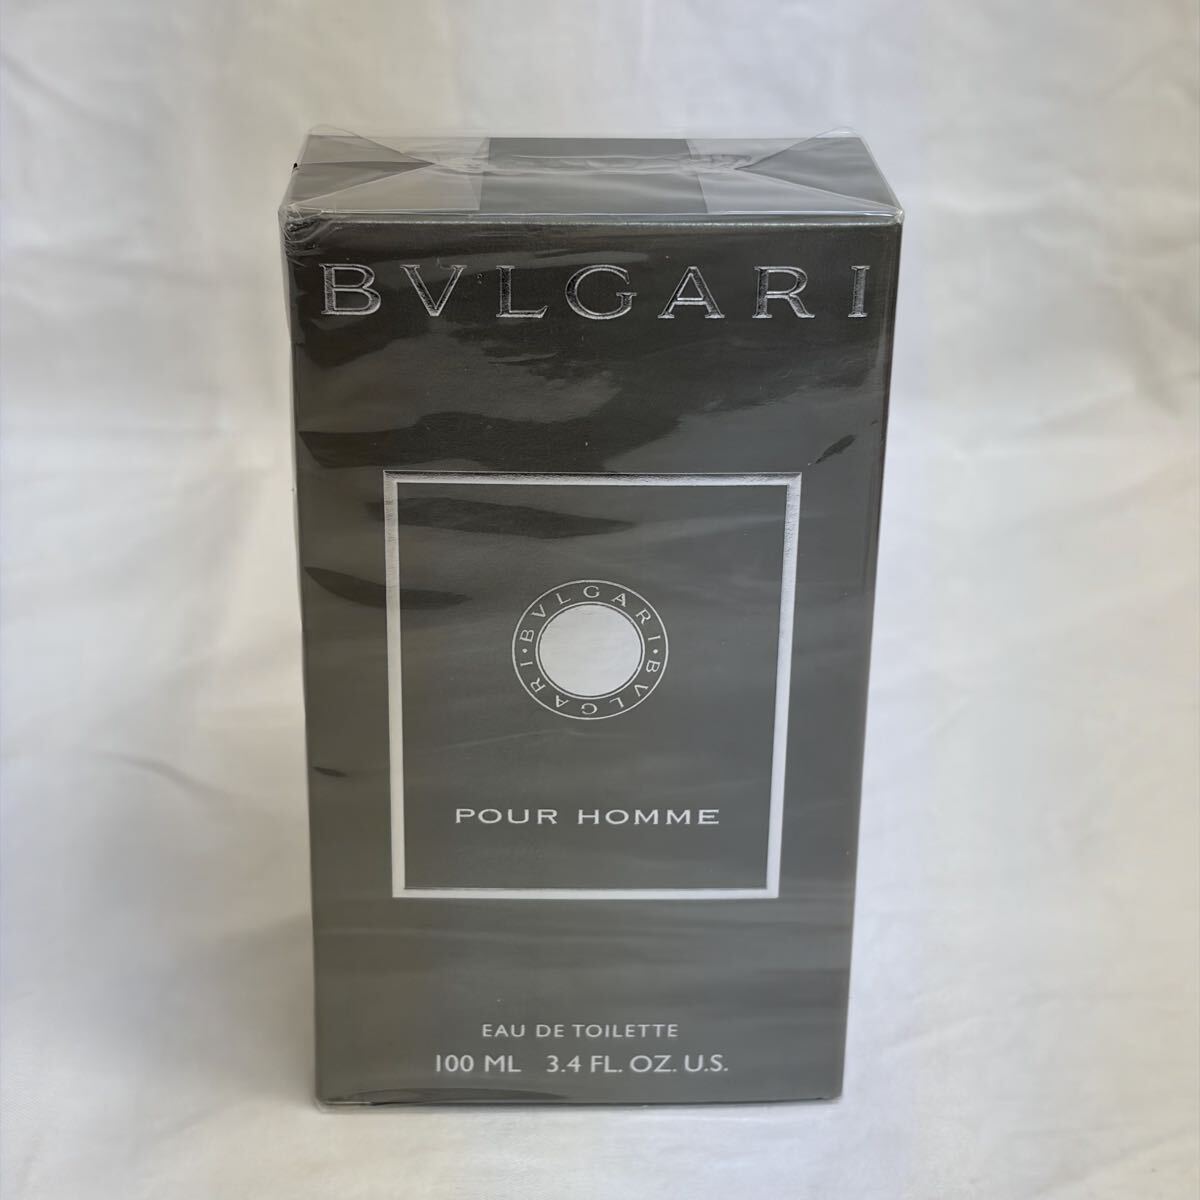 BVLGARI
BVLGARI • BVLGARI •
POUR HOMME
EAU DE TOILETTE
100 ML 3.4 FL. OZ. U.S.